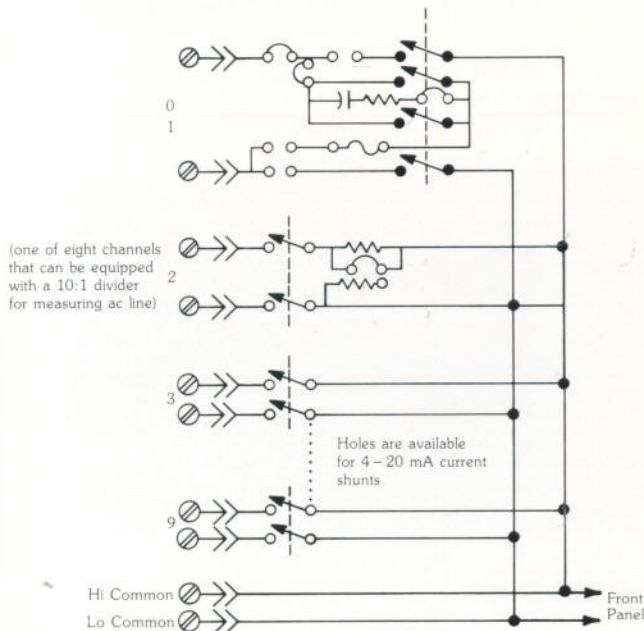 0
1
(one of eight channels
that can be equipped
with a 10:1 divider
for measuring ac line)
2
3
Holes are available
for 4 – 20 mA current
shunts.
9
Hi Common
Lo Common
Front
Panel